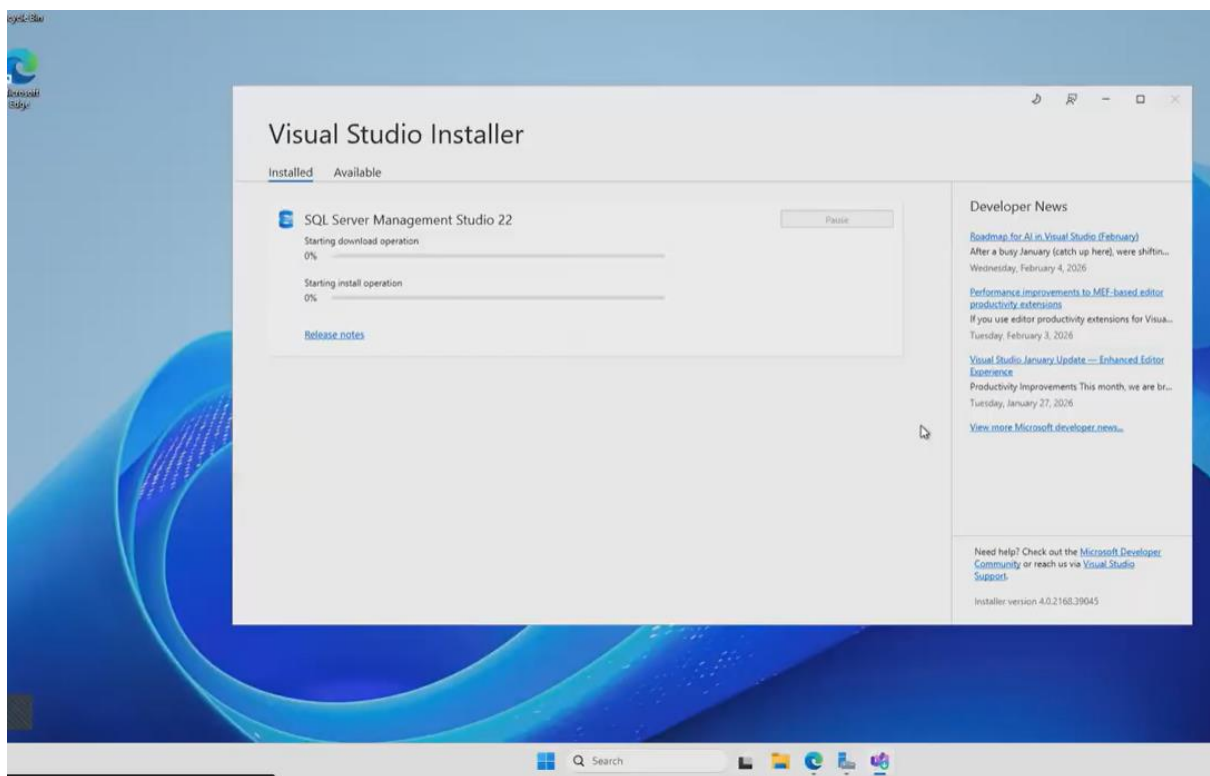 Microsoft
Edge
Visual Studio Installer
Installed Available
SQL Server Management Studio 22
Pause
Starting download operation
0%
Starting install operation
0%
Release notes
Developer News
Roadmap for AI in Visual Studio (February)
After a busy January (catch up here), were shiftin...
Wednesday, February 4, 2026
Performance improvements to MEF-based editor
productivity extensions
If you use editor productivity extensions for Visua...
Tuesday, February 3, 2026
Visual Studio January Update — Enhanced Editor
Experience
Productivity Improvements This month, we are br...
Tuesday, January 27, 2026
View more Microsoft developer news...
Need help? Check out the Microsoft Developer
Community or reach us via Visual Studio
Support.
Installer version 4.0.2168.39045
Search